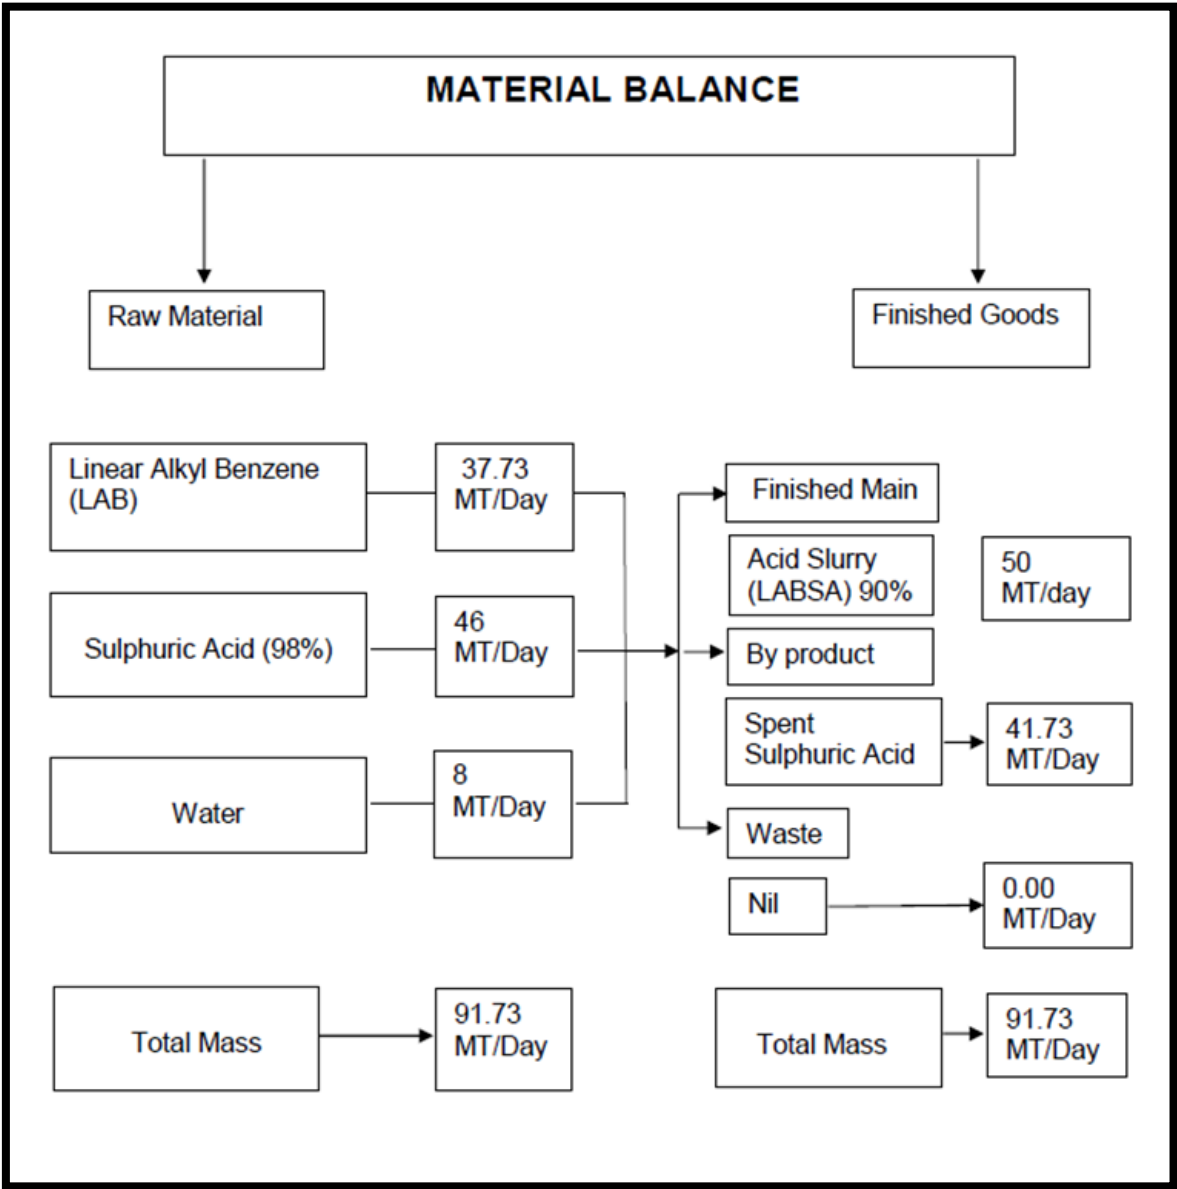 MATERIAL BALANCE
Raw Material
Finished Goods
Linear Alkyl Benzene
(LAB)
37.73
MT/Day
Sulphuric Acid (98%)
46
MT/Day
Water
8
MT/Day
Finished Main
Acid Slurry
(LABSA) 90%
50
MT/day
By product
Spent
Sulphuric Acid
41.73
MT/Day
Waste
Nil
0.00
MT/Day
Total Mass
91.73
MT/Day
Total Mass
91.73
MT/Day